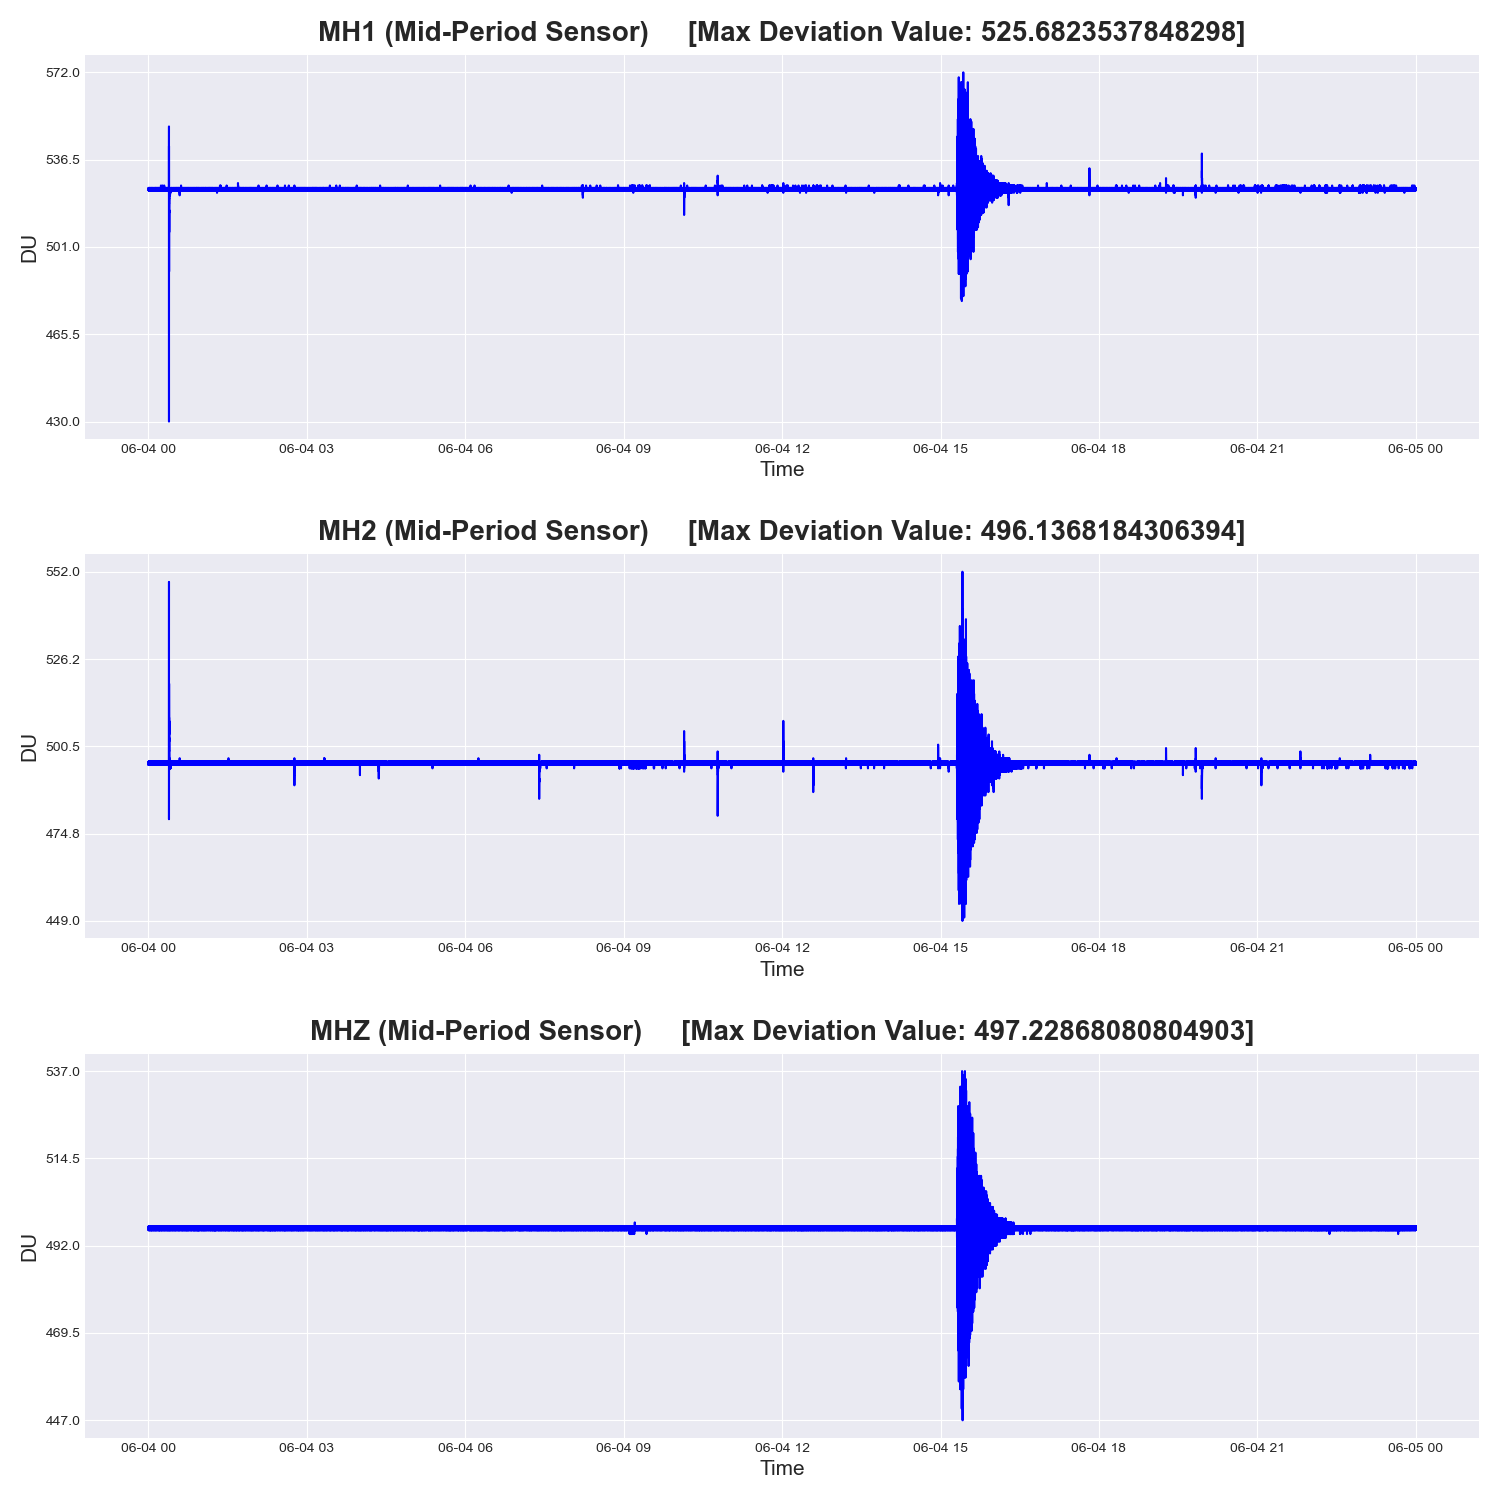 MH1 (Mid-Period Sensor) [Max Deviation Value: 525.6823537848298]
572.0
536.5
501.0
465.5
430.0
DU
06-04 00 06-04 03 06-04 06 06-04 09 06-04 12 06-04 15 06-04 18 06-04 21 06-05 00
Time
MH2 (Mid-Period Sensor) [Max Deviation Value: 496.1368184306394]
552.0
526.2
500.5
474.8
449.0
DU
06-04 00 06-04 03 06-04 06 06-04 09 06-04 12 06-04 15 06-04 18 06-04 21 06-05 00
Time
MHZ (Mid-Period Sensor) [Max Deviation Value: 497.22868080804903]
537.0
514.5
492.0
469.5
447.0
DU
06-04 00 06-04 03 06-04 06 06-04 09 06-04 12 06-04 15 06-04 18 06-04 21 06-05 00
Time